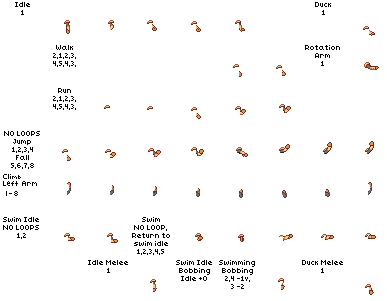 Idle
1
Duck
1
Walk
2,1,2,3,
4,5,4,3,
Rotation
Arm
1
Run
2,1,2,3,
4,5,4,3,
NO LOOPS
Jump
1,2,3,4
Fall
5,6,7,8
Climb
Left Arm
1-8
Swim Idle
NO LOOPS
1,2
Swim
NO LOOP,
Return to
swim idle
1,2,3,4,5
Idle Melee
1
Swim Idle
Bobbing
Idle +0
Swimming
Bobbing
2,4 -1v,
3 -2
Duck Melee
1